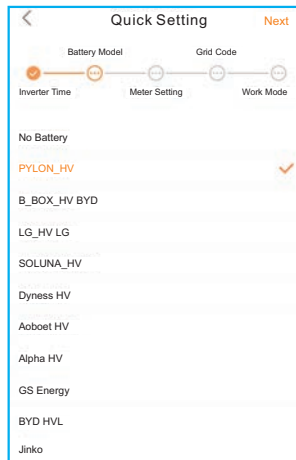 Quick Setting
Next
Battery Model
Grid Code
Inverter Time
Meter Setting
Work Mode
No Battery
PYLON_HV
B_BOX_HV BYD
LG_HV LG
SOLUNA_HV
Dyness HV
Aoboet HV
Alpha HV
GS Energy
BYD HVL
Jinko